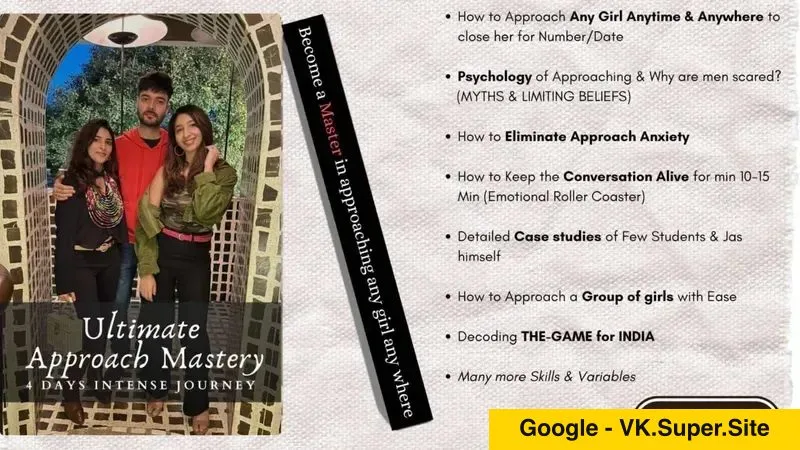 Ultimate
Approach Mastery
4 DAYS INTENSE JOURNEY
Become a Master in approaching any girl any where
• How to Approach Any Girl Anytime & Anywhere to
close her for Number/Date
• Psychology of Approaching & Why are men scared?
(MYTHS & LIMITING BELIEFS)
• How to Eliminate Approach Anxiety
• How to Keep the Conversation Alive for min 10-15
Min (Emotional Roller Coaster)
• Detailed Case studies of Few Students & Jas
himself
• How to Approach a Group of girls with Ease
• Decoding THE-GAME for INDIA
• Many more Skills & Variables
Google - VK.Super.Site